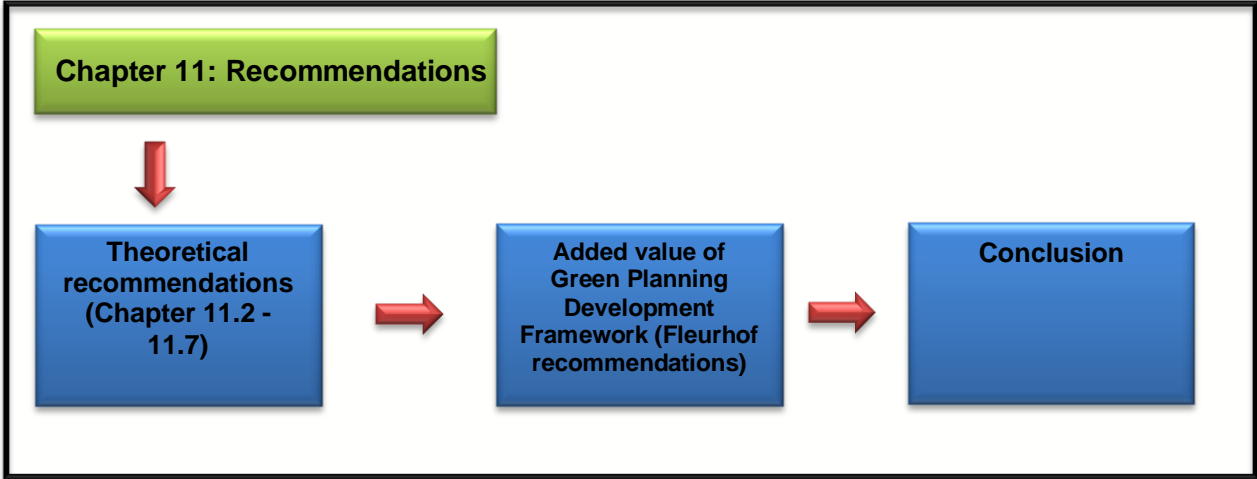 Chapter 11: Recommendations
Theoretical
recommendations
(Chapter 11.2 -
11.7)
Added value of
Green Planning
Development
Framework (Fleurhof
recommendations)
Conclusion